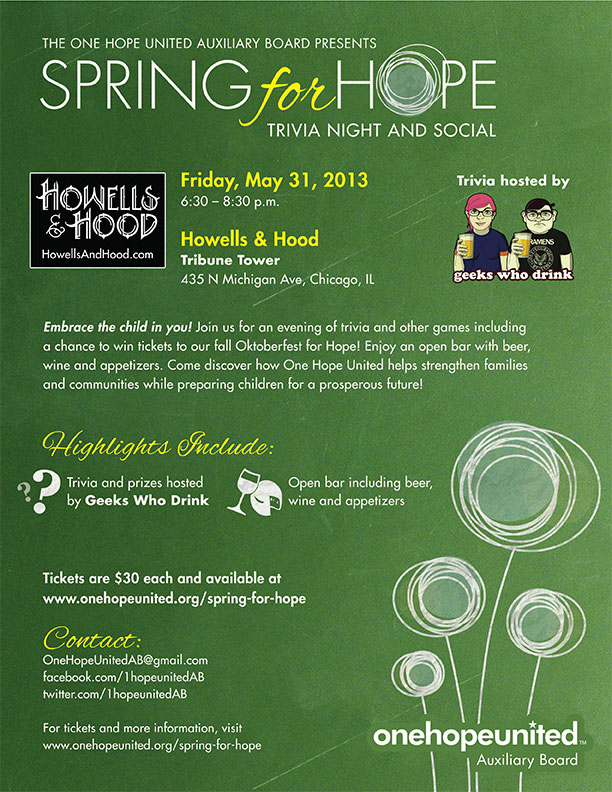 THE ONE HOPE UNITED AUXILIARY BOARD PRESENTS
SPRING for HOPE
TRIVIA NIGHT AND SOCIAL
HOWELLS
& HOOD
HowellsAndHood.com
Friday, May 31, 2013
6:30 – 8:30 p.m.
Howells & Hood
Tribune Tower
435 N Michigan Ave, Chicago, IL
Trivia hosted by
RAMENS
geeks who drink
Embrace the child in you! Join us for an evening of trivia and other games including
a chance to win tickets to our fall Oktoberfest for Hope! Enjoy an open bar with beer,
wine and appetizers. Come discover how One Hope United helps strengthen families
and communities while preparing children for a prosperous future!
Highlights Include:
??
Trivia and prizes hosted
by Geeks Who Drink
Open bar including beer,
wine and appetizers
Tickets are $30 each and available at
www.onehopeunited.org/spring-for-hope
Contact:
OneHopeUnitedAB@gmail.com
facebook.com/1hopeunitedAB
twitter.com/1hopeunitedAB
For tickets and more information, visit
www.onehopeunited.org/spring-for-hope
onehopeunited™
Auxiliary Board